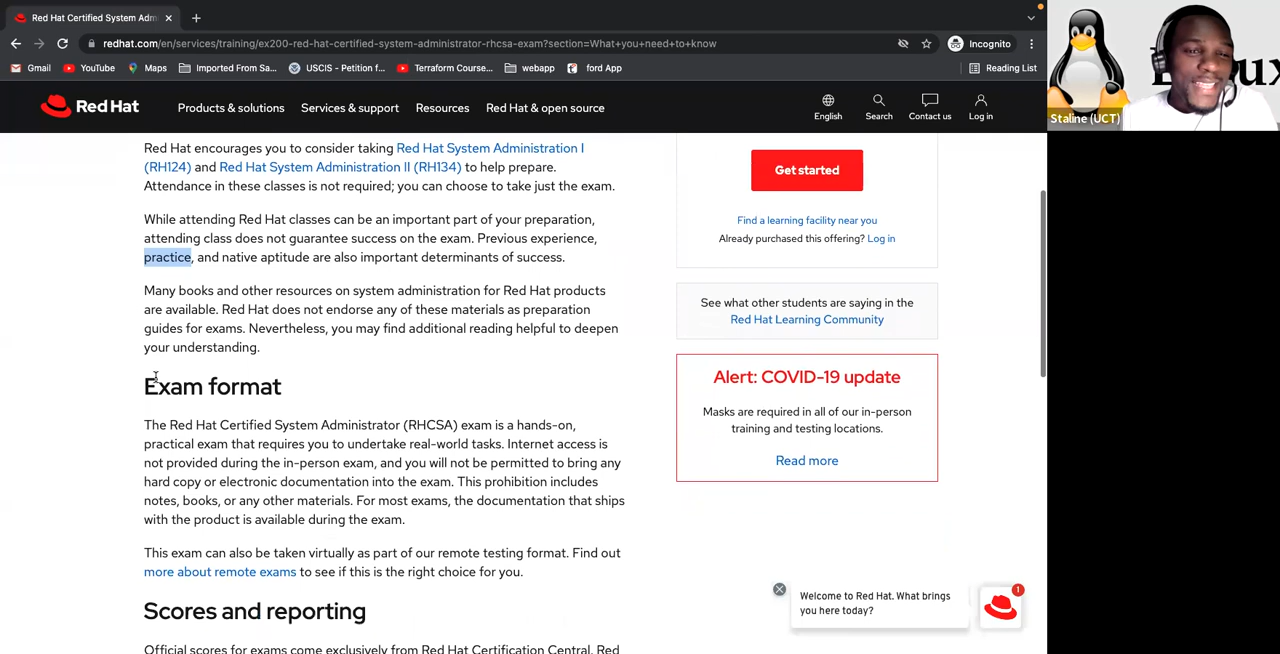 Red Hat Certified System Adm
redhat.com/en/services/training/ex200-red-hat-certified-system-administrator-rhcsa-exam?section=What+you+need+to+know
Incognito
Gmail
YouTube
Maps
Imported From Sa...
USCIS - Petition f...
Terraform Course...
webapp
ford App
Reading List
Staline (UCT)
Red Hat
Products & solutions
Services & support
Resources
Red Hat & open source
English
Search
Contact us
Log in
Red Hat encourages you to consider taking Red Hat System Administration I
(RH124) and Red Hat System Administration II (RH134) to help prepare.
Attendance in these classes is not required; you can choose to take just the exam.
While attending Red Hat classes can be an important part of your preparation,
attending class does not guarantee success on the exam. Previous experience,
practice, and native aptitude are also important determinants of success.
Many books and other resources on system administration for Red Hat products
are available. Red Hat does not endorse any of these materials as preparation
guides for exams. Nevertheless, you may find additional reading helpful to deepen
your understanding.
Exam format
The Red Hat Certified System Administrator (RHCSA) exam is a hands-on,
practical exam that requires you to undertake real-world tasks. Internet access is
not provided during the in-person exam, and you will not be permitted to bring any
hard copy or electronic documentation into the exam. This prohibition includes
notes, books, or any other materials. For most exams, the documentation that ships
with the product is available during the exam.
This exam can also be taken virtually as part of our remote testing format. Find out
more about remote exams to see if this is the right choice for you.
Scores and reporting
Official scores for exams come exclusively from Red Hat Certification Central. Red
Get started
Find a learning facility near you
Already purchased this offering? Log in
See what other students are saying in the
Red Hat Learning Community
Alert: COVID-19 update
Masks are required in all of our in-person
training and testing locations.
Read more
Welcome to Red Hat. What brings
you here today?
1